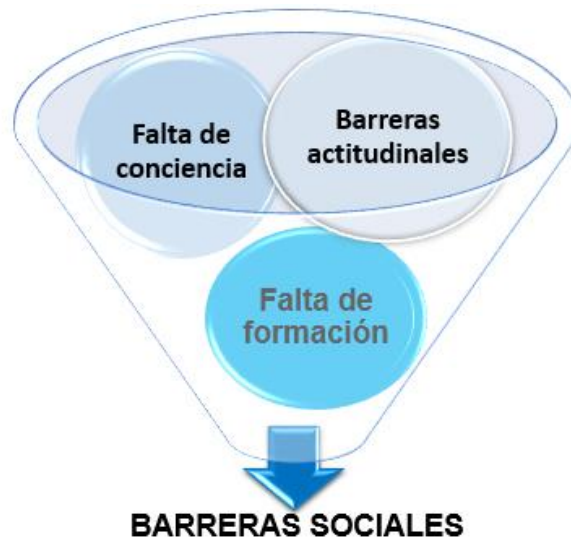 Falta de
conciencia
Barreras
actitudinales
Falta de
formación
BARRERAS SOCIALES